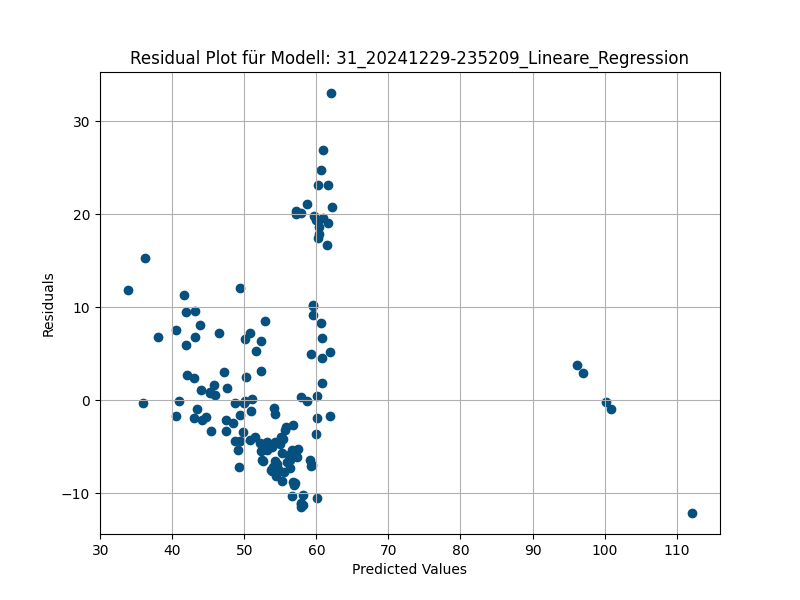 Residual Plot für Modell: 31_20241229-235209_Lineare_Regression
30
20
10
0
−10
Residuals
30 40 50 60 70 80 90 100 110
Predicted Values